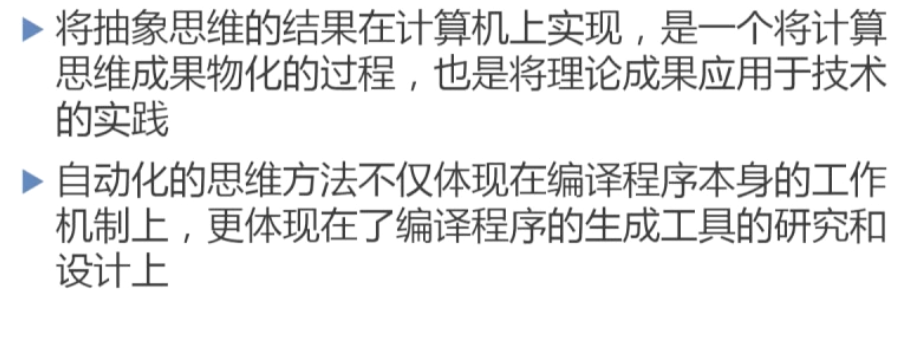 将抽象思维的结果在计算机上实现，是一个将计算
思维成果物化的过程，也是将理论成果应用于技术
的实践
自动化的思维方法不仅体现在编译程序本身的工作
机制上，更体现在了编译程序的生成工具的研究和
设计上